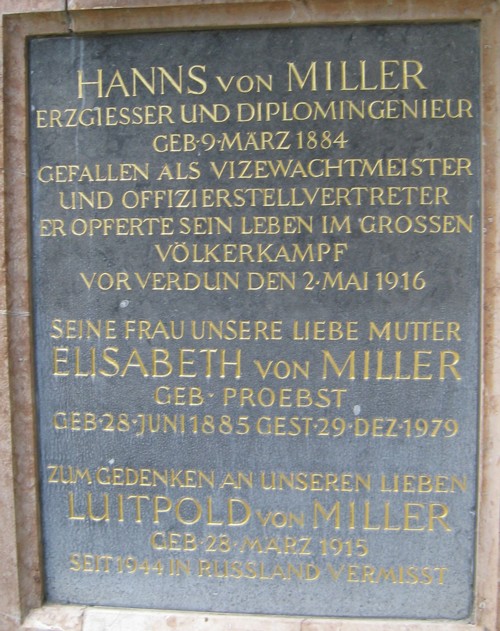 HANNS VON MILLER
ERZGIESSER UND DIPLOMINGENIEUR
GEB·9·MÄRZ 1884
GEFALLEN ALS VIZEWACHTMEISTER
UND OFFIZIERSTELLVERTRETER
ER OPFERTE SEIN LEBEN IM GROSSEN
VÖLKERKAMPF
VOR VERDUN DEN 2·MAI 1916
SEINE FRAU UNSERE LIEBE MUTTER
ELISABETH VON MILLER
GEB· PROEBST
GEB·28·JUNI 1885 GEST·29·DEZ·1979
ZUM GEDENKEN AN UNSEREN LIEBEN
LUITPOLD VON MILLER
GEB·28·MÄRZ 1915
SEIT 1944 IN RUSSLAND VERMISST